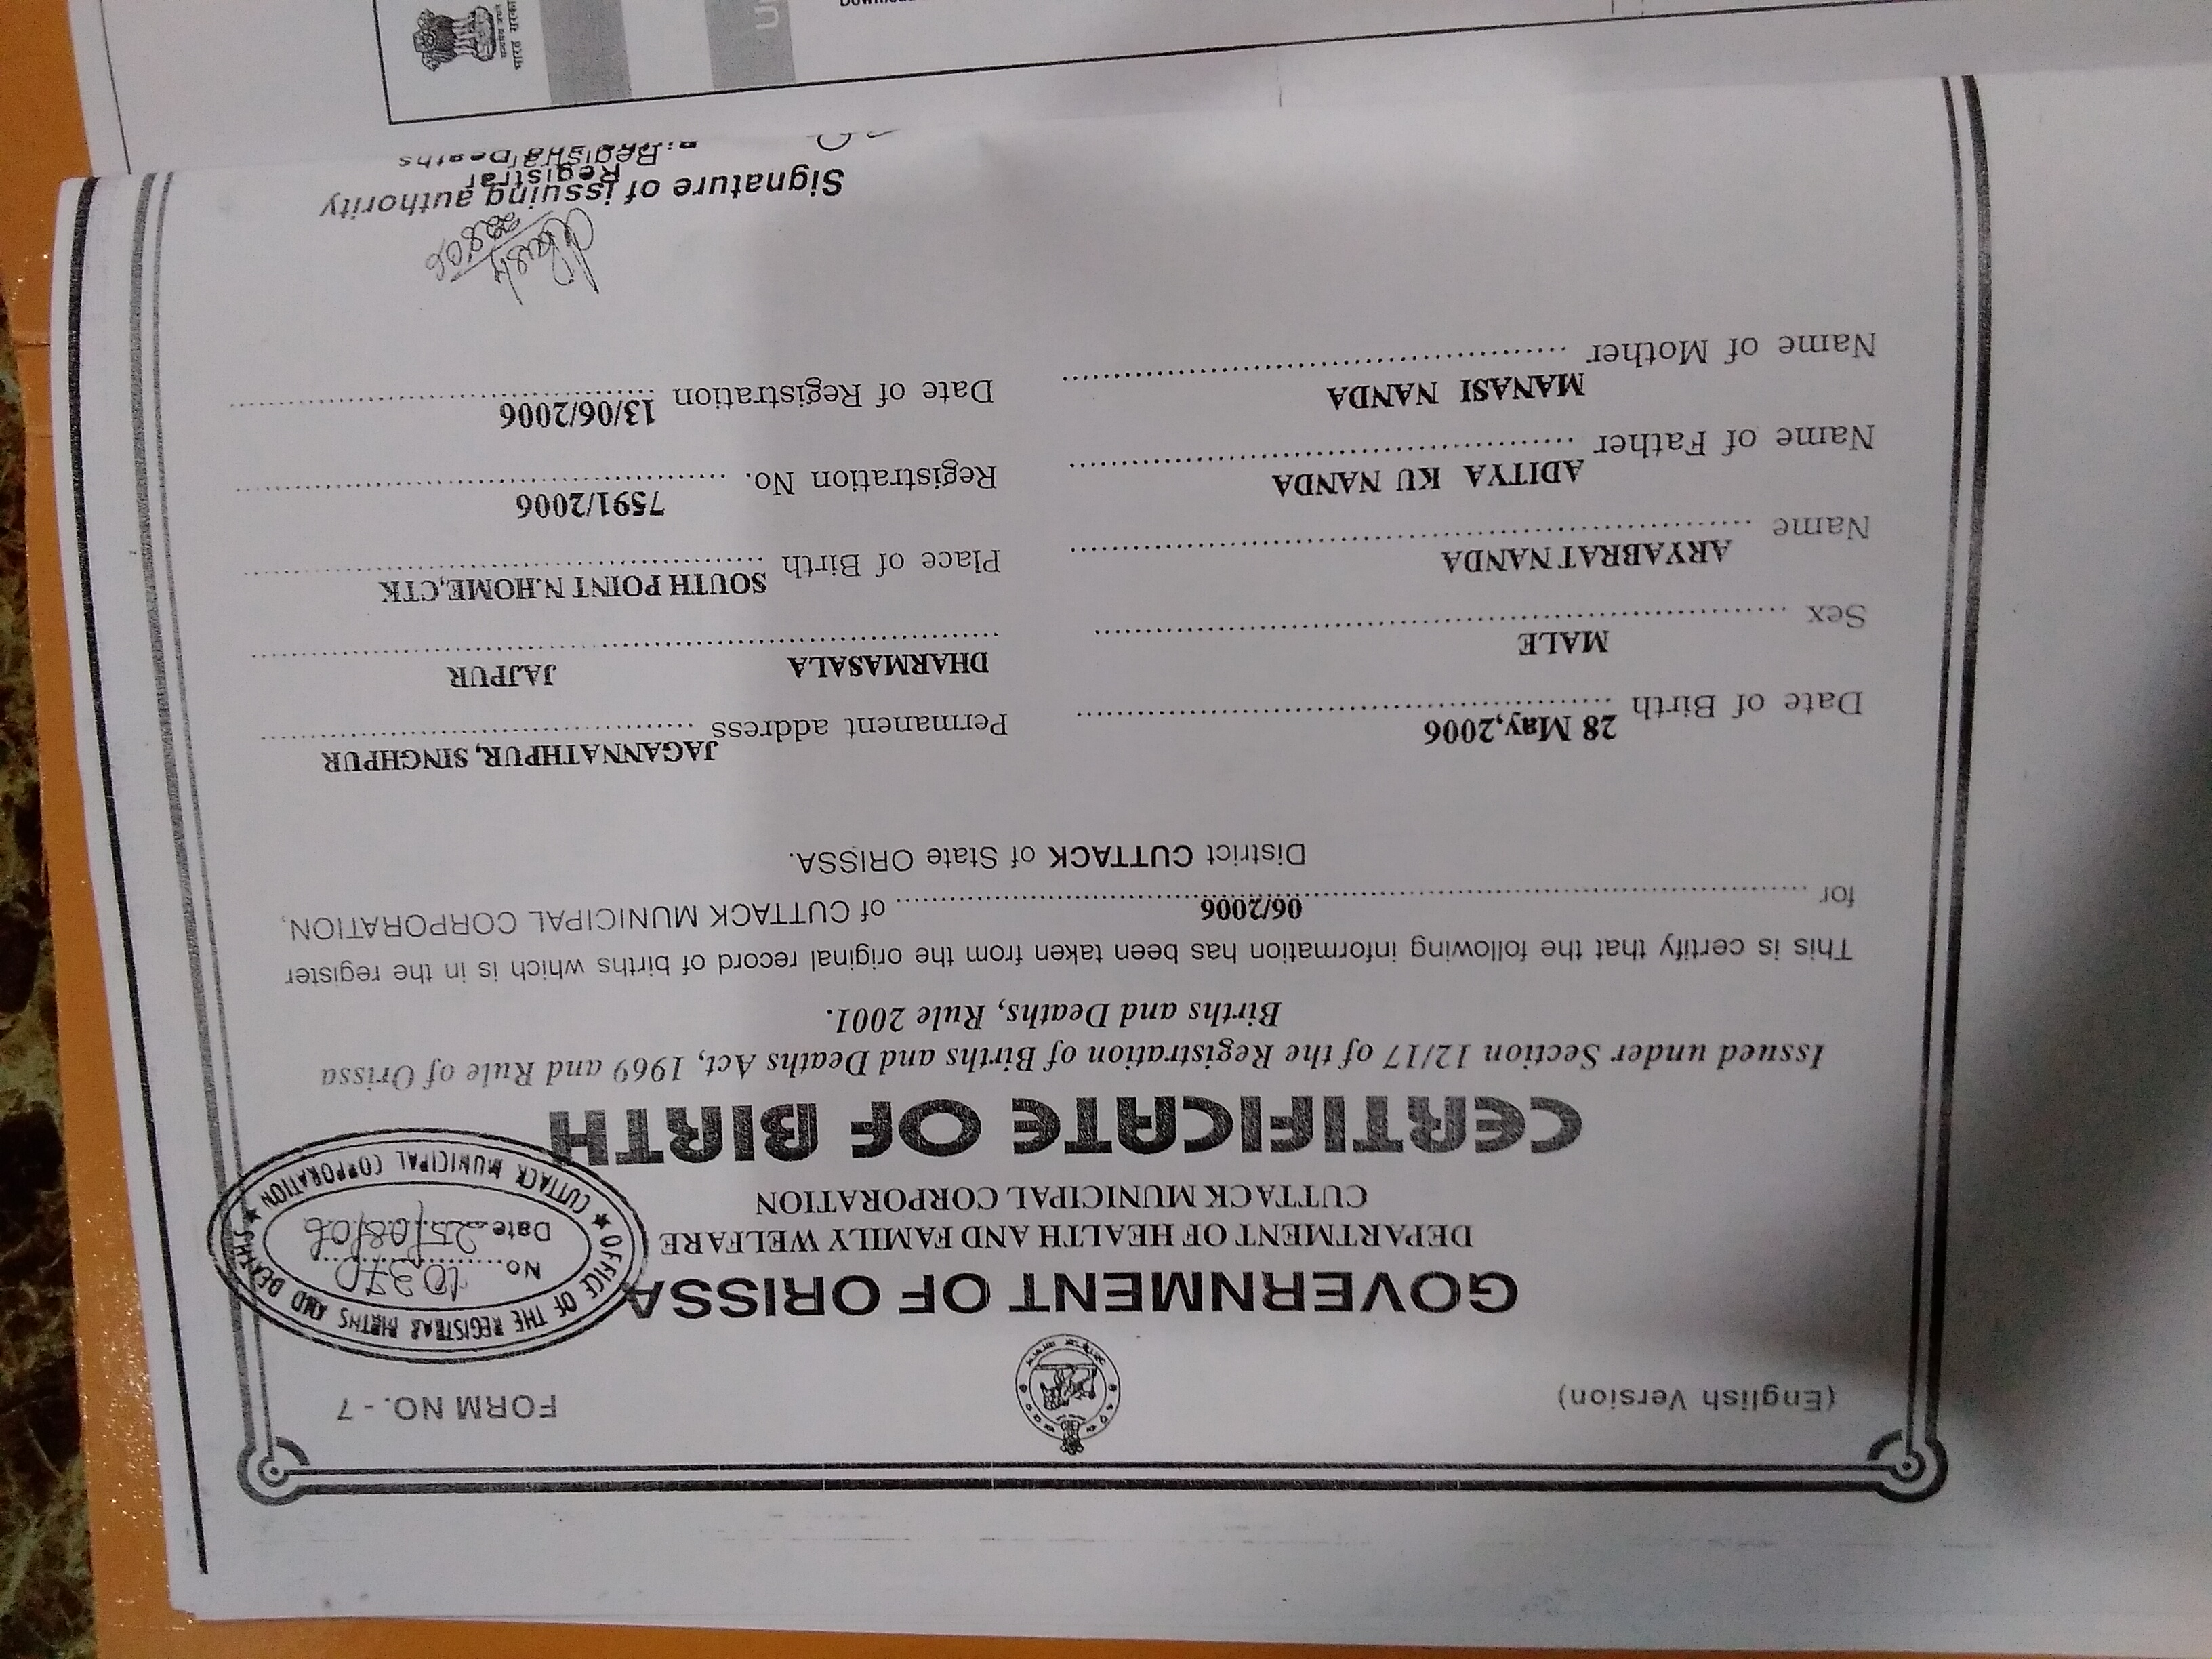 (English Version)
FORM NO. - 7
GOVERNMENT OF ORISSA
DEPARTMENT OF HEALTH AND FAMILY WELFARE
CUTTACK MUNICIPAL CORPORATION
OFFICE OF THE REGISTRAR BIRTHS AND DEATHS
No. 10370
Date 25/08/06
CUTTACK MUNICIPAL CORPORATION
CERTIFICATE OF BIRTH
Issued under Section 12/17 of the Registration of Births and Deaths Act, 1969 and Rule of Orissa
Births and Deaths, Rule 2001.
This is certify that the following information has been taken from the original record of births which is in the register
for 06/2006 of CUTTACK MUNICIPAL CORPORATION,
District CUTTACK of State ORISSA.
Date of Birth 28 May,2006
Sex MALE
Name ARYABRAT NANDA
Name of Father ADITYA KU NANDA
Name of Mother MANASI NANDA
Permanent address JAGANNATHPUR, SINGHPUR
DHARMASALA JAJPUR
Place of Birth SOUTH POINT N.HOME,CTK
Registration No. 7591/2006
Date of Registration 13/06/2006
Signature of issuing authority
Registrar
भारत सरकार